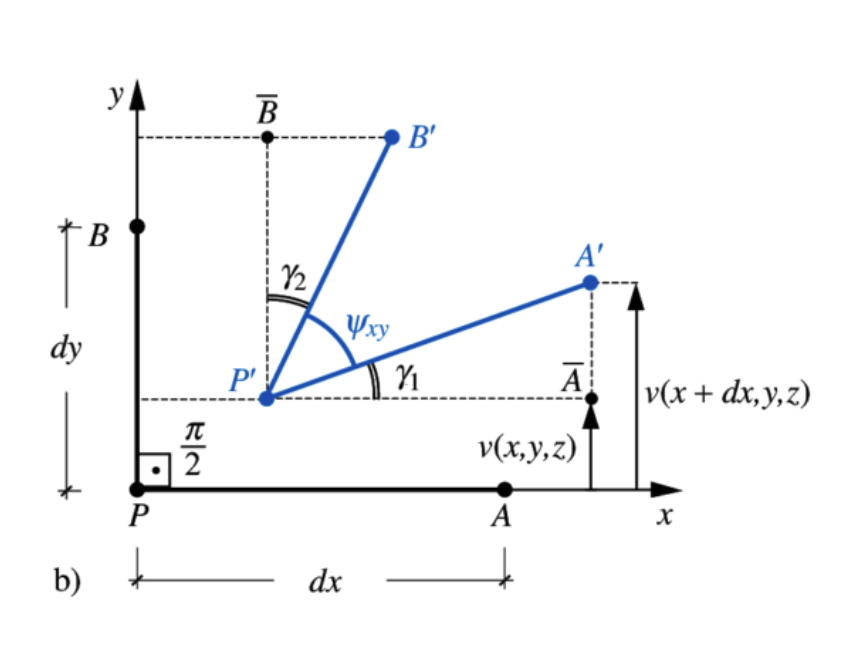 y
B̅
B′
B
γ₂
A′
ψxy
dy
P′
γ₁
A̅
v(x + dx,y,z)
π
2
v(x,y,z)
P
A
x
b)
dx